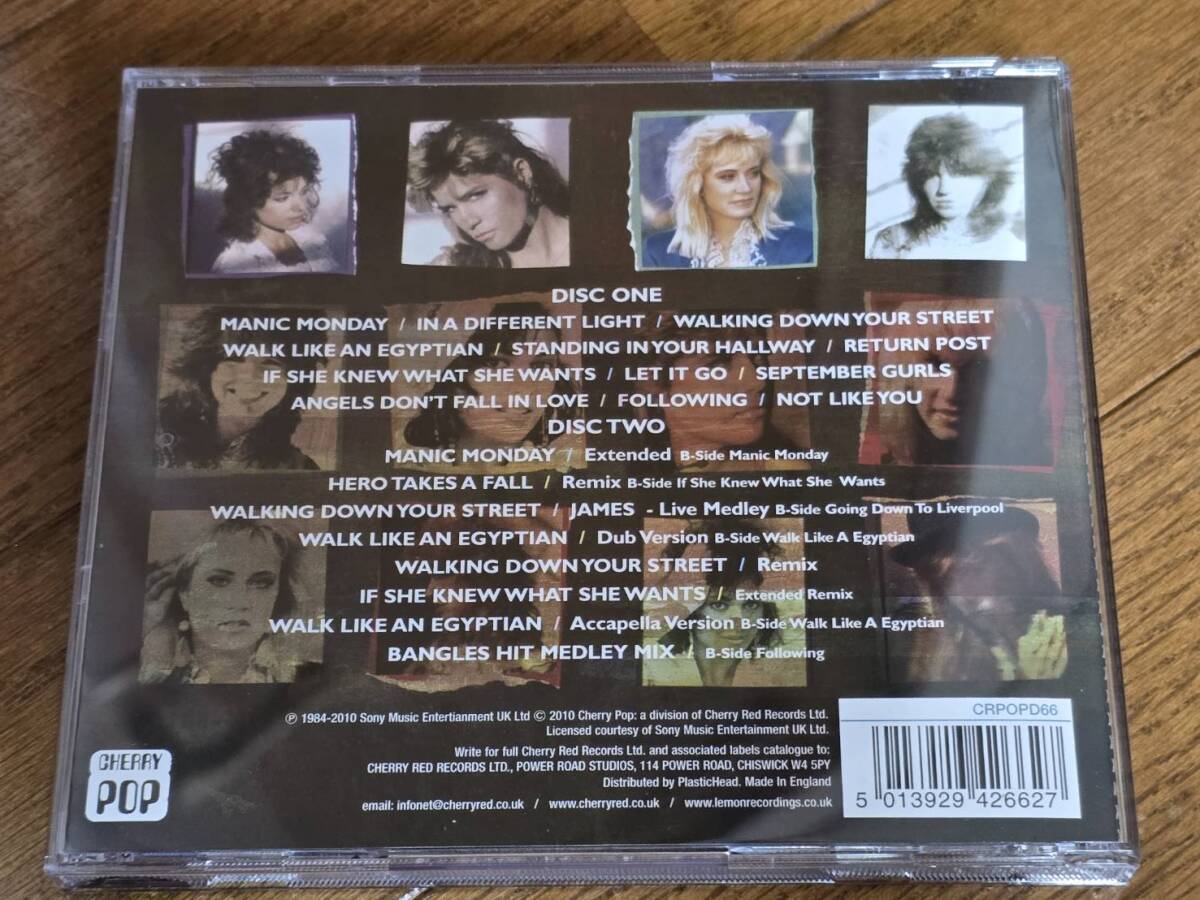 DISC ONE
MANIC MONDAY / IN A DIFFERENT LIGHT / WALKING DOWN YOUR STREET
WALK LIKE AN EGYPTIAN / STANDING IN YOUR HALLWAY / RETURN POST
IF SHE KNEW WHAT SHE WANTS / LET IT GO / SEPTEMBER GURLS
ANGELS DON'T FALL IN LOVE / FOLLOWING / NOT LIKE YOU
DISC TWO
MANIC MONDAY / Extended B-Side Manic Monday
HERO TAKES A FALL / Remix B-Side If She Knew What She Wants
WALKING DOWN YOUR STREET / JAMES - Live Medley B-Side Going Down To Liverpool
WALK LIKE AN EGYPTIAN / Dub Version B-Side Walk Like A Egyptian
WALKING DOWN YOUR STREET / Remix
IF SHE KNEW WHAT SHE WANTS / Extended Remix
WALK LIKE AN EGYPTIAN / Accapella Version B-Side Walk Like A Egyptian
BANGLES HIT MEDLEY MIX / B-Side Following
℗ 1984-2010 Sony Music Entertianment UK Ltd © 2010 Cherry Pop: a division of Cherry Red Records Ltd.
Licensed courtesy of Sony Music Entertainment UK Ltd.
Write for full Cherry Red Records Ltd. and associated labels catalogue to:
CHERRY RED RECORDS LTD., POWER ROAD STUDIOS, 114 POWER ROAD, CHISWICK W4 5PY
Distributed by PlasticHead. Made In England
email: infonet@cherryred.co.uk / www.cherryred.co.uk / www.lemonrecordings.co.uk
CHERRY
POP
CRPOPD66
5 013929 426627